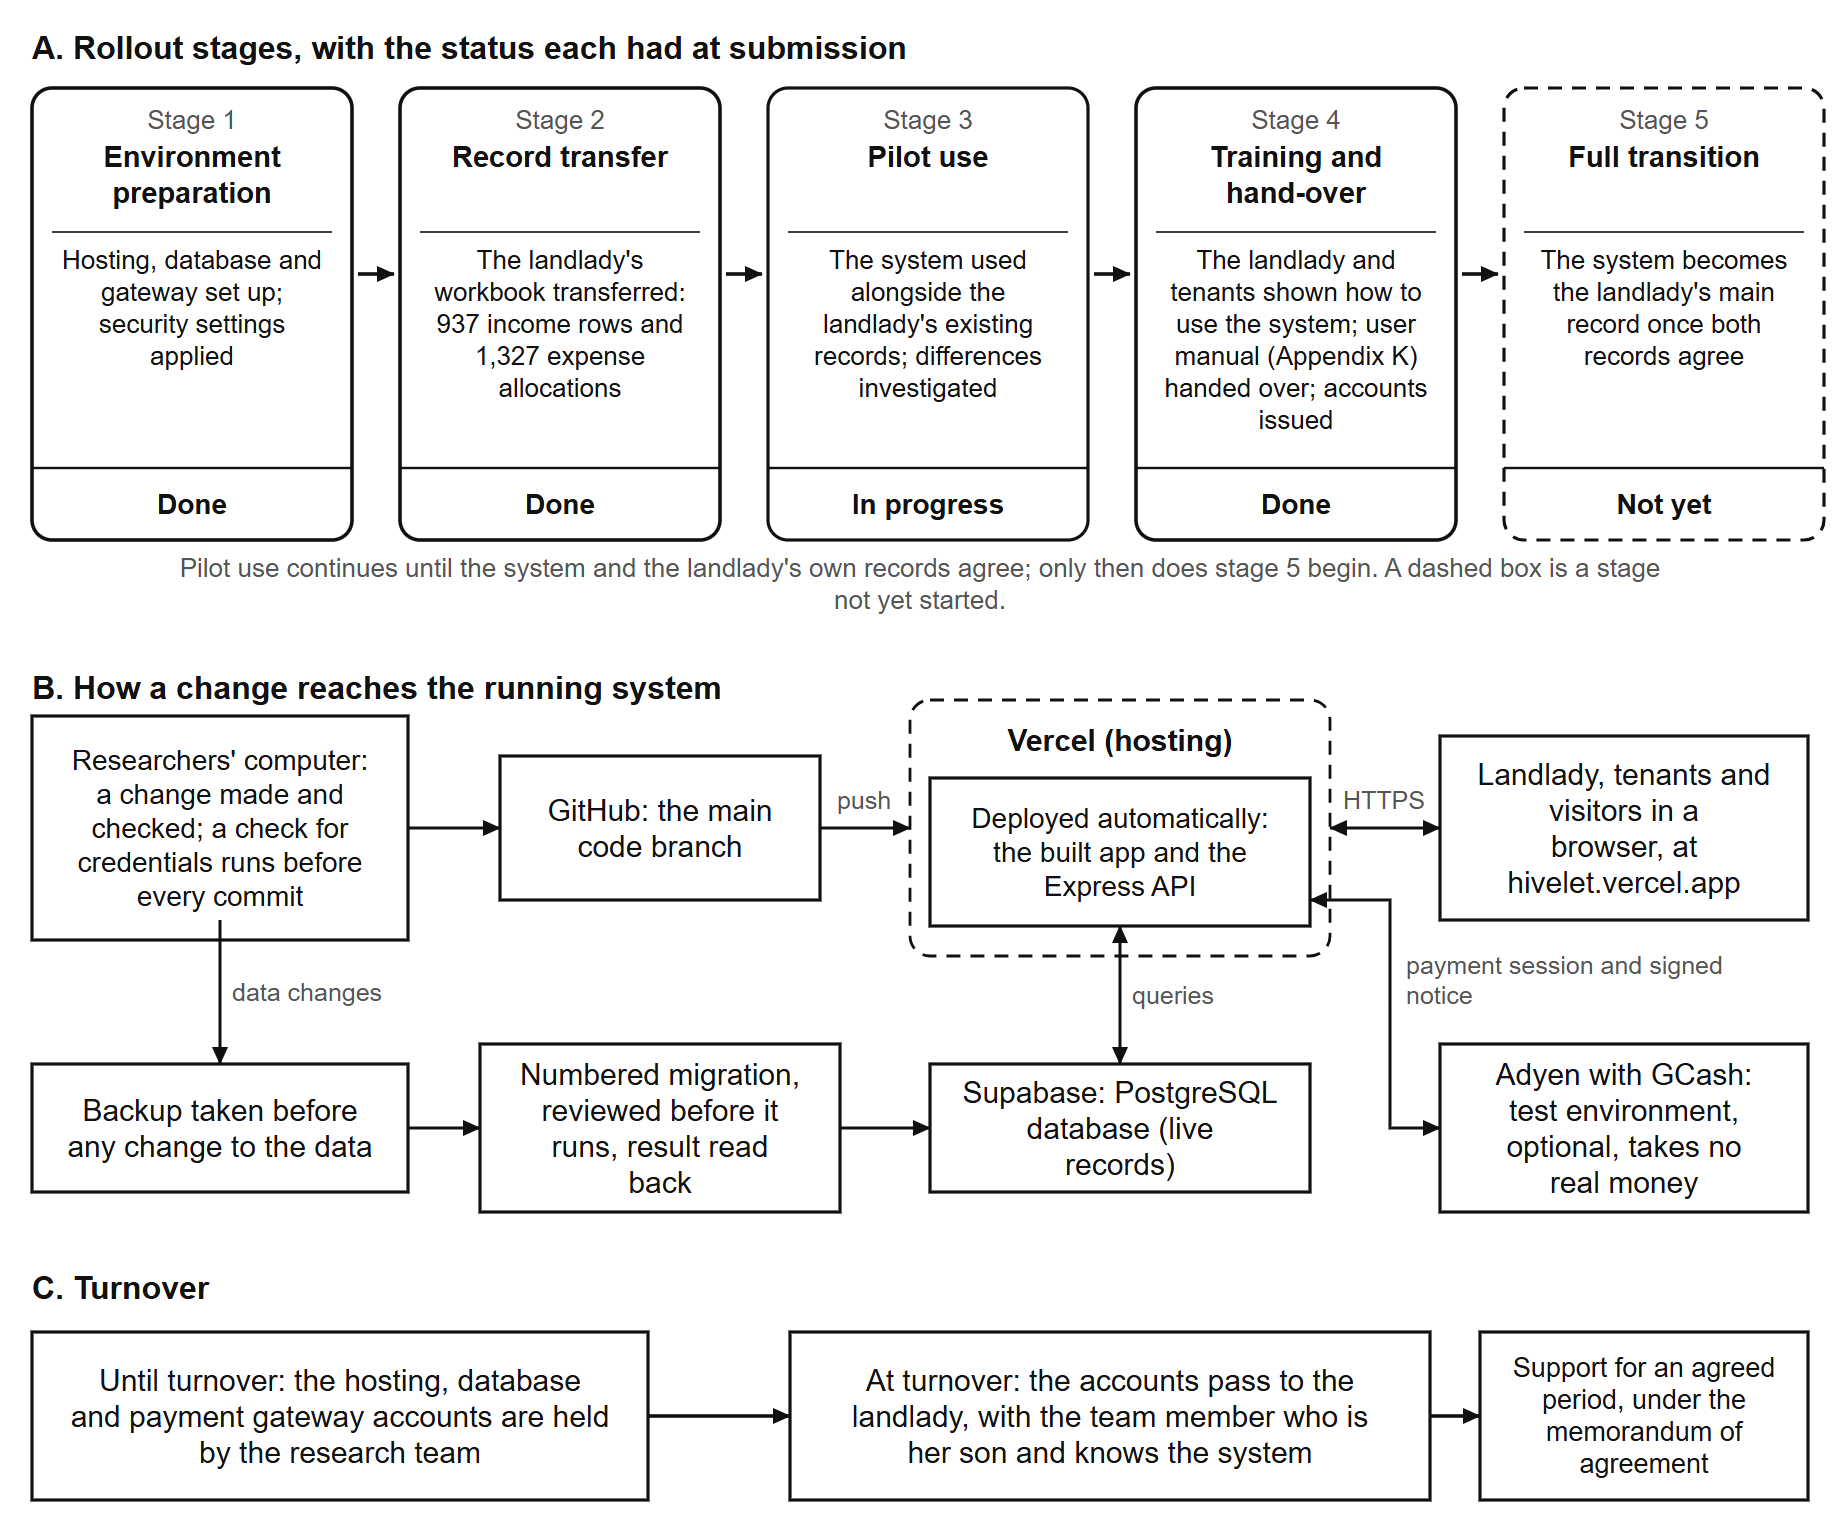 A. Rollout stages, with the status each had at submission
Stage 1
Environment
preparation
Hosting, database and
gateway set up;
security settings
applied
Done
Stage 2
Record transfer
The landlady's
workbook transferred:
937 income rows and
1,327 expense
allocations
Done
Stage 3
Pilot use
The system used
alongside the
landlady's existing
records; differences
investigated
In progress
Stage 4
Training and
hand-over
The landlady and
tenants shown how to
use the system; user
manual (Appendix K)
handed over; accounts
issued
Done
Stage 5
Full transition
The system becomes
the landlady's main
record once both
records agree
Not yet
Pilot use continues until the system and the landlady's own records agree; only then does stage 5 begin. A dashed box is a stage
not yet started.
B. How a change reaches the running system
Researchers' computer:
a change made and
checked; a check for
credentials runs before
every commit
GitHub: the main
code branch
push
Vercel (hosting)
Deployed automatically:
the built app and the
Express API
HTTPS
Landlady, tenants and
visitors in a
browser, at
hivelet.vercel.app
data changes
queries
payment session and signed
notice
Backup taken before
any change to the data
Numbered migration,
reviewed before it
runs, result read
back
Supabase: PostgreSQL
database (live
records)
Adyen with GCash:
test environment,
optional, takes no
real money
C. Turnover
Until turnover: the hosting, database
and payment gateway accounts are held
by the research team
At turnover: the accounts pass to the
landlady, with the team member who is
her son and knows the system
Support for an agreed
period, under the
memorandum of
agreement